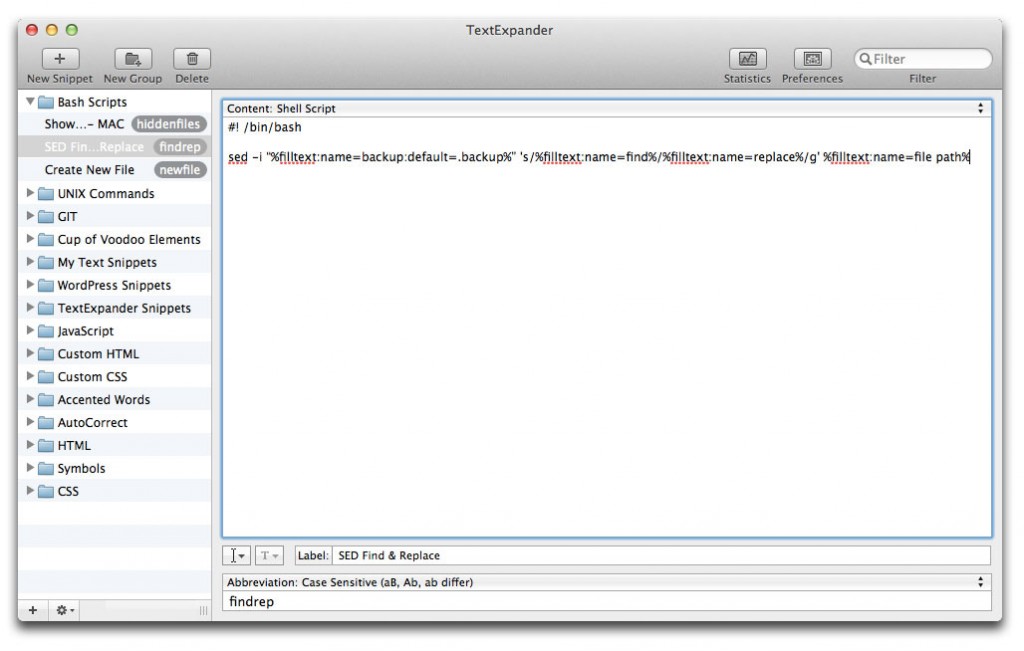 TextExpander
New Snippet New Group Delete
Statistics Preferences Filter
Filter
Bash Scripts
Show...- MAC hiddenfiles
SED Fin...Replace findrep
Create New File newfile
UNIX Commands
GIT
Cup of Voodoo Elements
My Text Snippets
WordPress Snippets
TextExpander Snippets
JavaScript
Custom HTML
Custom CSS
Accented Words
AutoCorrect
HTML
Symbols
CSS
Content: Shell Script
#! /bin/bash
sed -i "%filltext:name=backup:default=.backup%" 's/%filltext:name=find%/%filltext:name=replace%/g' %filltext:name=file path%
T
Label: SED Find & Replace
Abbreviation: Case Sensitive (aB, Ab, ab differ)
findrep